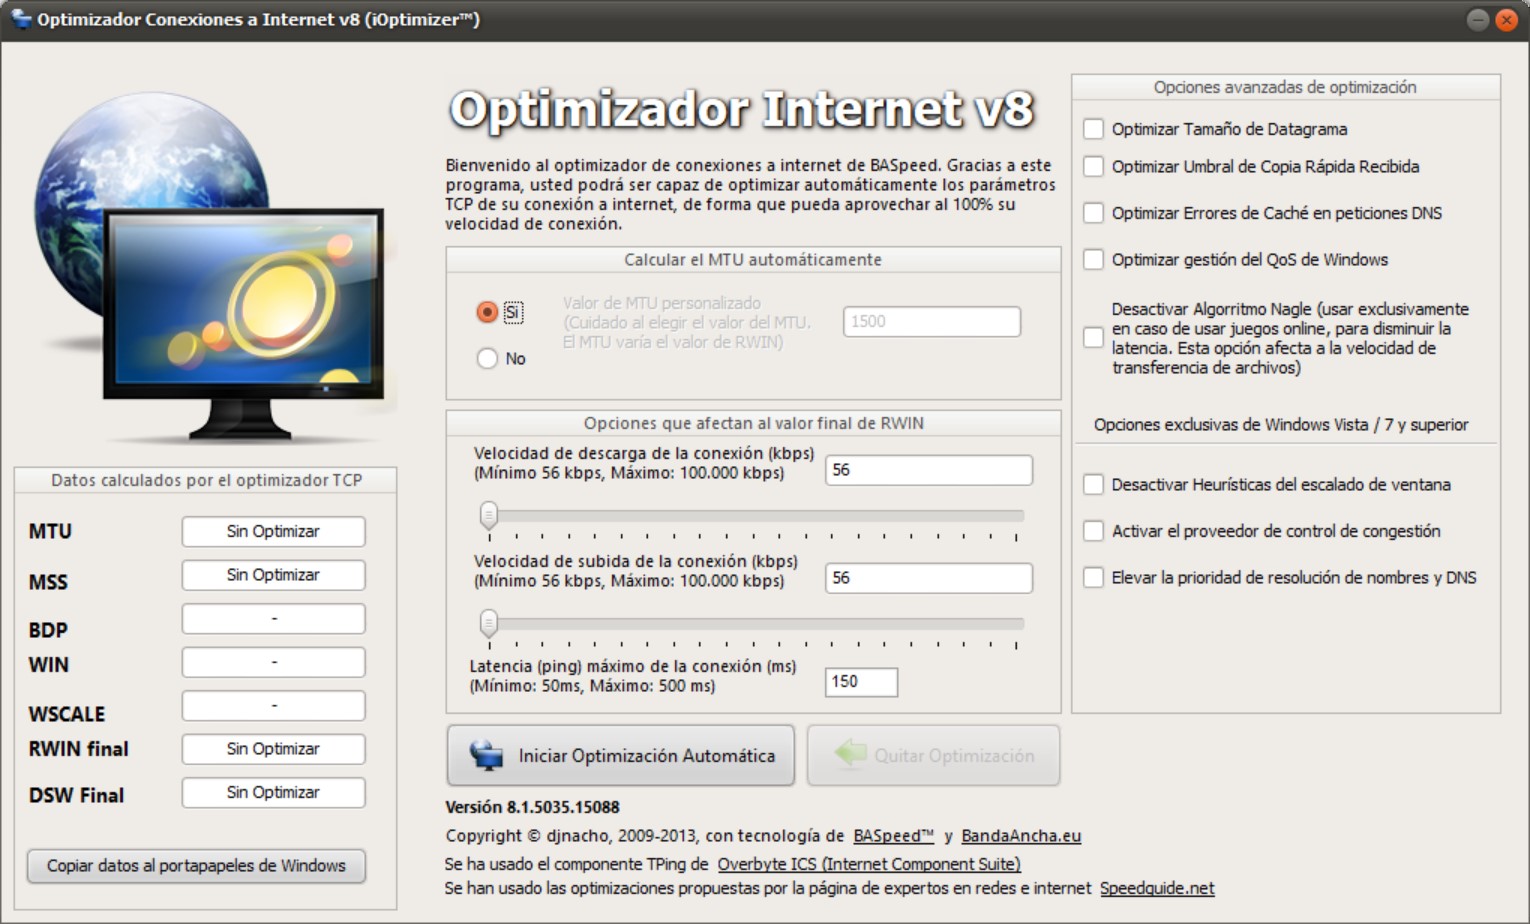 Optimizador Conexiones a Internet v8 (iOptimizer™)
Optimizador Internet v8
Bienvenido al optimizador de conexiones a internet de BASpeed. Gracias a este
programa, usted podrá ser capaz de optimizar automáticamente los parámetros
TCP de su conexión a internet, de forma que pueda aprovechar al 100% su
velocidad de conexión.
Calcular el MTU automáticamente
Si
No
Valor de MTU personalizado
(Cuidado al elegir el valor del MTU.
El MTU varía el valor de RWIN)
1500
Opciones que afectan al valor final de RWIN
Velocidad de descarga de la conexión (kbps)
(Mínimo 56 kbps, Máximo: 100.000 kbps)
56
Velocidad de subida de la conexión (kbps)
(Mínimo 56 kbps, Máximo: 100.000 kbps)
56
Latencia (ping) máximo de la conexión (ms)
(Mínimo: 50ms, Máximo: 500 ms)
150
Iniciar Optimización Automática
Quitar Optimización
Versión 8.1.5035.15088
Copyright © djnacho, 2009-2013, con tecnología de BASpeed™ y BandaAncha.eu
Se ha usado el componente TPing de Overbyte ICS (Internet Component Suite)
Se han usado las optimizaciones propuestas por la página de expertos en redes e internet Speedguide.net
Datos calculados por el optimizador TCP
MTU Sin Optimizar
MSS Sin Optimizar
BDP -
WIN -
WSCALE -
RWIN final Sin Optimizar
DSW Final Sin Optimizar
Copiar datos al portapapeles de Windows
Opciones avanzadas de optimización
Optimizar Tamaño de Datagrama
Optimizar Umbral de Copia Rápida Recibida
Optimizar Errores de Caché en peticiones DNS
Optimizar gestión del QoS de Windows
Desactivar Algorritmo Nagle (usar exclusivamente
en caso de usar juegos online, para disminuir la
latencia. Esta opción afecta a la velocidad de
transferencia de archivos)
Opciones exclusivas de Windows Vista / 7 y superior
Desactivar Heurísticas del escalado de ventana
Activar el proveedor de control de congestión
Elevar la prioridad de resolución de nombres y DNS